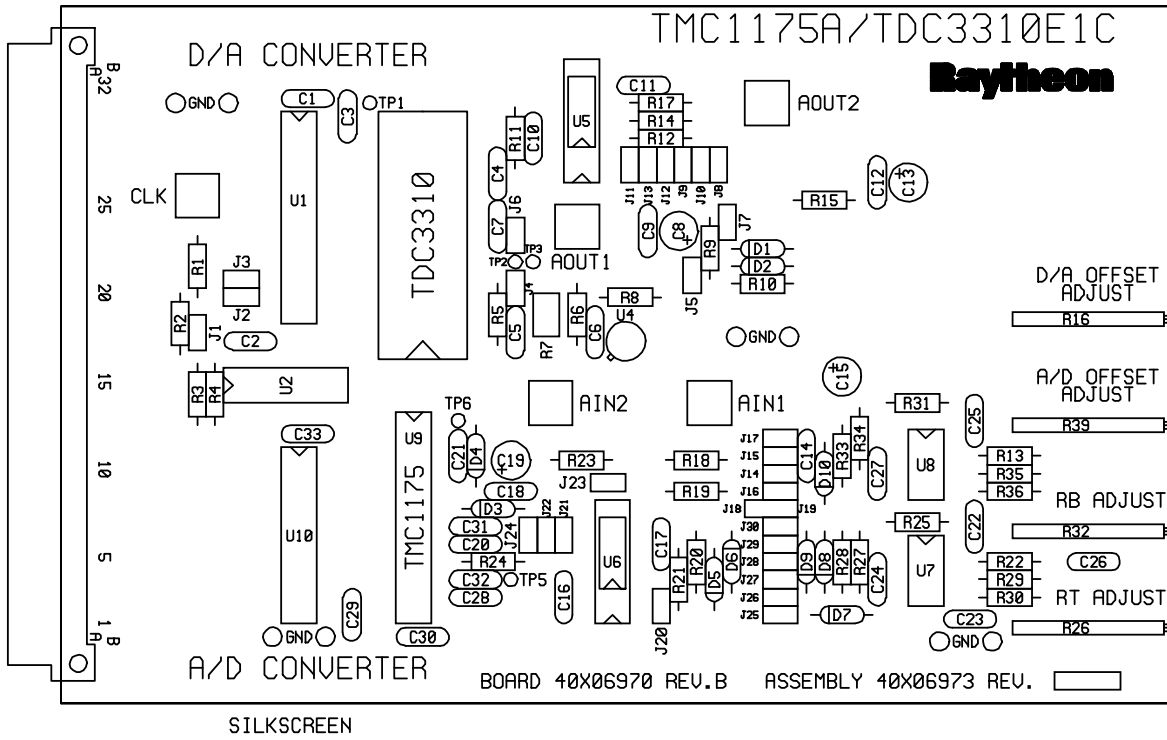 TMC1175A/TDC3310E1C
Raytheon
D/A CONVERTER
B
A
32
GND
C1
C3
TP1
C11
R17
R14
R12
AOUT2
U5
R11
C10
C4
J11
J13
J12
J9
J10
J8
CLK
25
U1
TDC3310
C7
J6
C12
C13
R15
AOUT1
C9
C8
R9
J7
TP2
TP3
D1
D2
R10
R1
J3
J2
20
R2
J1
C2
R5
J4
C5
R7
R6
C6
R8
U4
J5
GND
D/A OFFSET
ADJUST
R16
15
R3
R4
U2
AIN2
AIN1
C15
A/D OFFSET
ADJUST
R39
TP6
R31
C25
C33
U9
C21
D4
C19
R23
J23
R18
R19
J17
J15
J14
J16
C14
D10
R33
R34
C27
U8
R13
R35
R36
10
TMC1175
C18
D3
C31
C20
J24
J22
J21
R24
J18
J19
R25
C22
RB ADJUST
R32
U10
5
C32
C28
TP5
C16
U6
C17
R21
R20
D5
D6
J30
J29
J28
J27
J26
J25
D9
D8
R28
R27
C24
U7
R22
R29
R30
C26
RT ADJUST
R26
1
A
B
GND
C29
C30
J20
D7
C23
GND
A/D CONVERTER
BOARD 40X06970 REV.B
ASSEMBLY 40X06973 REV.
SILKSCREEN